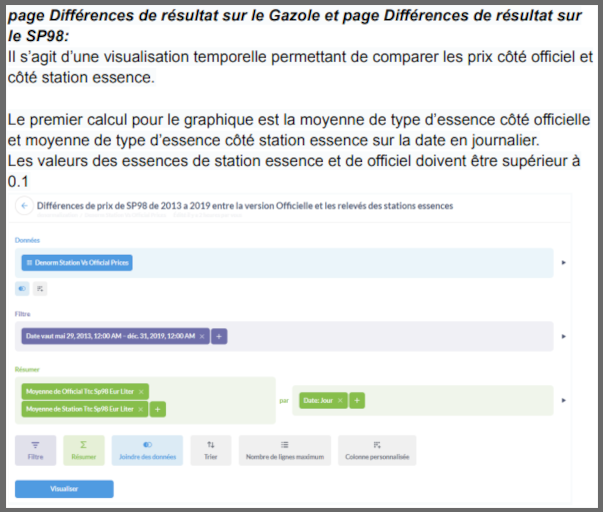 page Différences de résultat sur le Gazole et page Différences de résultat sur
le SP98:
Il s'agit d'une visualisation temporelle permettant de comparer les prix côté officiel et
côté station essence.
Le premier calcul pour le graphique est la moyenne de type d'essence côté officielle
et moyenne de type d'essence côté station essence sur la date en journalier.
Les valeurs des essences de station essence et de officiel doivent être supérieur à
0.1
Différences de prix de SP98 de 2013 a 2019 entre la version Officielle et les relevés des stations essences
Données
Denorm Station Vs Official Prices
Filtre
Date vaut mai 29, 2013, 12:00 AM - déc. 31, 2019, 12:00 AM × +
Résumer
Moyenne de Official Ttc Sp98 Eur Liter ×
Moyenne de Station Ttc Sp98 Eur Liter × +
par
Date: Jour × +
Filtre
Résumer
Joindre des données
Trier
Nombre de lignes maximum
Colonne personnalisée
Visualiser